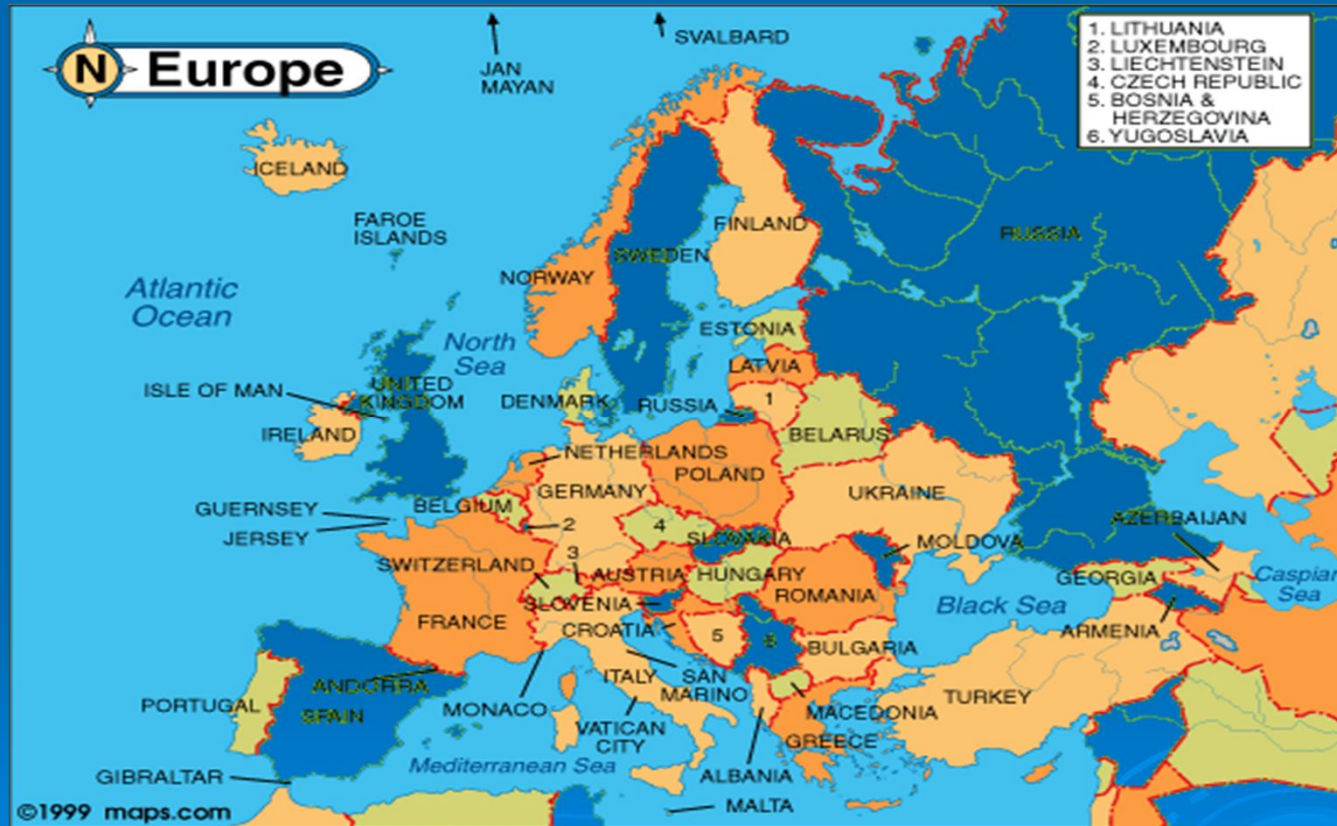 N Europe
JAN
MAYAN
SVALBARD
1. LITHUANIA
2. LUXEMBOURG
3. LIECHTENSTEIN
4. CZECH REPUBLIC
5. BOSNIA &
HERZEGOVINA
6. YUGOSLAVIA
ICELAND
FAROE
ISLANDS
FINLAND
RUSSIA
SWEDEN
NORWAY
Atlantic
Ocean
North
Sea
ESTONIA
LATVIA
ISLE OF MAN
UNITED
KINGDOM
DENMARK
RUSSIA
1
IRELAND
BELARUS
NETHERLANDS
POLAND
GERMANY
UKRAINE
BELGIUM
GUERNSEY
JERSEY
2
4
SLOVAKIA
MOLDOVA
AZERBAIJAN
SWITZERLAND
3
AUSTRIA
HUNGARY
ROMANIA
GEORGIA
Caspian
Sea
SLOVENIA
Black Sea
FRANCE
CROATIA
5
6
BULGARIA
ARMENIA
ITALY
SAN
MARINO
ANDORRA
PORTUGAL
SPAIN
MONACO
VATICAN
CITY
MACEDONIA
TURKEY
GREECE
Mediterranean Sea
GIBRALTAR
ALBANIA
MALTA
©1999 maps.com